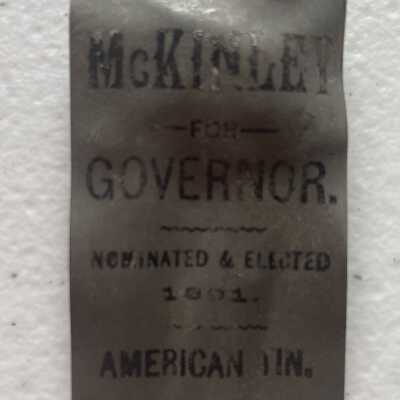 McKINLEY
FOR
GOVERNOR.
NOMINATED & ELECTED
1891.
AMERICAN TIN.